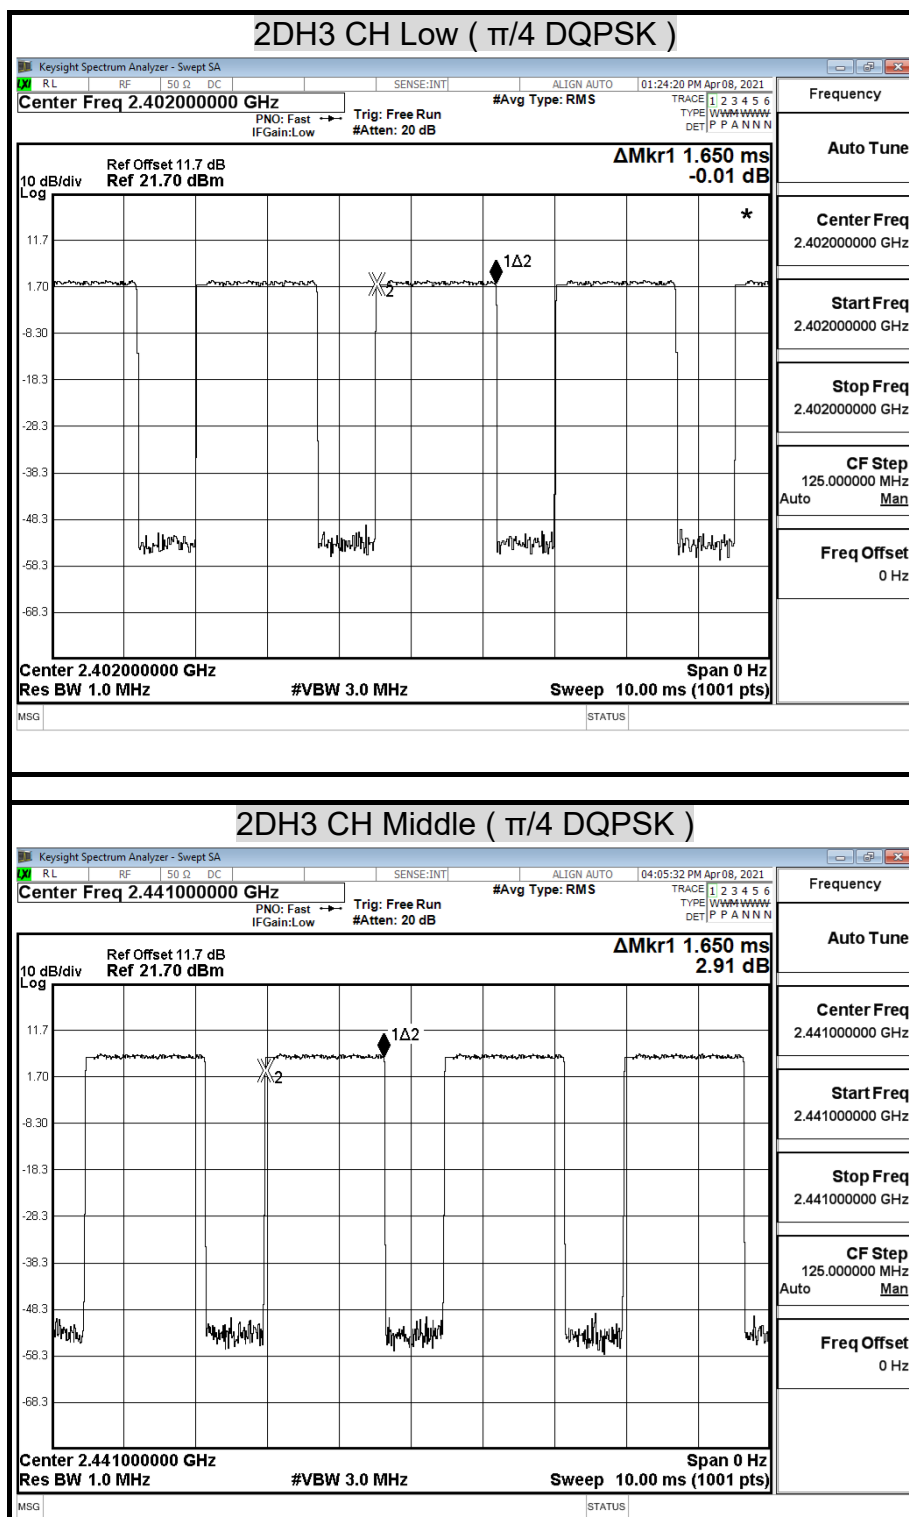 2DH3 CH Low ( π/4 DQPSK )
Keysight Spectrum Analyzer - Swept SA
LXI RL RF 50 Ω DC SENSE:INT ALIGN AUTO 01:24:20 PM Apr 08, 2021
Center Freq 2.402000000 GHz #Avg Type: RMS TRACE 1 2 3 4 5 6
PNO: Fast Trig: Free Run TYPE WWMWWWW
IFGain:Low #Atten: 20 dB DET P P A N N N
Frequency
ΔMkr1 1.650 ms
-0.01 dB
Ref Offset 11.7 dB
10 dB/div Ref 21.70 dBm
Log
*
11.7
1.70
-8.30
-18.3
-28.3
-38.3
-48.3
-58.3
-68.3
1Δ2
2
Center 2.402000000 GHz Span 0 Hz
Res BW 1.0 MHz #VBW 3.0 MHz Sweep 10.00 ms (1001 pts)
MSG STATUS
Auto Tune
Center Freq
2.402000000 GHz
Start Freq
2.402000000 GHz
Stop Freq
2.402000000 GHz
CF Step
125.000000 MHz
Auto Man
Freq Offset
0 Hz
2DH3 CH Middle ( π/4 DQPSK )
Keysight Spectrum Analyzer - Swept SA
LXI RL RF 50 Ω DC SENSE:INT ALIGN AUTO 04:05:32 PM Apr 08, 2021
Center Freq 2.441000000 GHz #Avg Type: RMS TRACE 1 2 3 4 5 6
PNO: Fast Trig: Free Run TYPE WWMWWWW
IFGain:Low #Atten: 20 dB DET P P A N N N
Frequency
ΔMkr1 1.650 ms
2.91 dB
Ref Offset 11.7 dB
10 dB/div Ref 21.70 dBm
Log
11.7
1.70
-8.30
-18.3
-28.3
-38.3
-48.3
-58.3
-68.3
1Δ2
2
Center 2.441000000 GHz Span 0 Hz
Res BW 1.0 MHz #VBW 3.0 MHz Sweep 10.00 ms (1001 pts)
MSG STATUS
Auto Tune
Center Freq
2.441000000 GHz
Start Freq
2.441000000 GHz
Stop Freq
2.441000000 GHz
CF Step
125.000000 MHz
Auto Man
Freq Offset
0 Hz